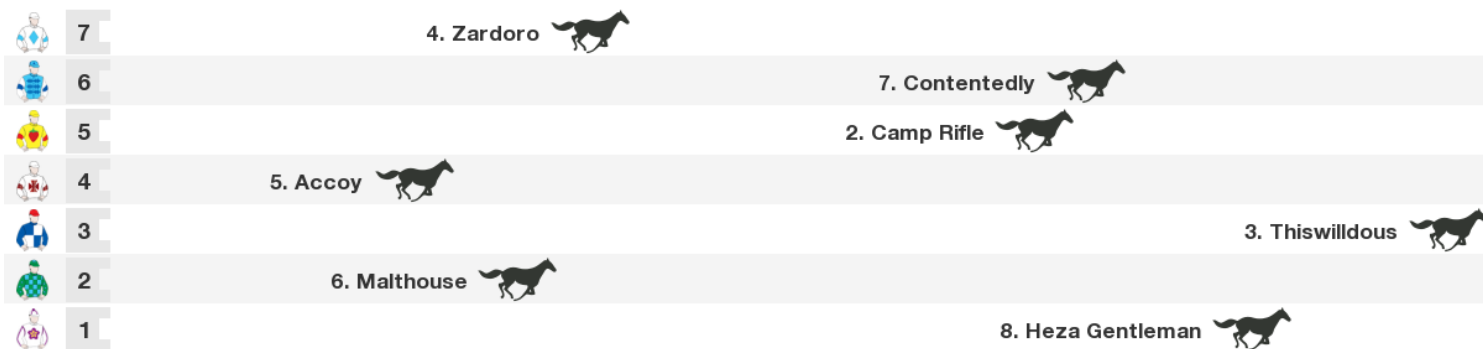 7 4. Zardoro
6 7. Contentedly
5 2. Camp Rifle
4 5. Accoy
3 3. Thiswilldous
2 6. Malthouse
1 8. Heza Gentleman